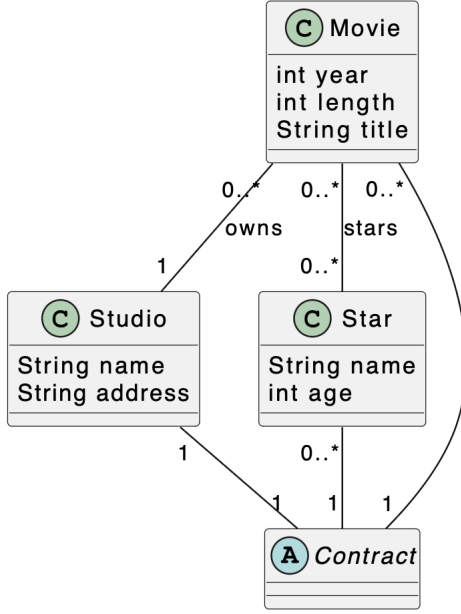 C Movie
int year
int length
String title
0..* 0..* 0..*
owns stars
1 0..*
C Studio
C Star
String name
String address
String name
int age
1 0..*
1 1 1
A Contract